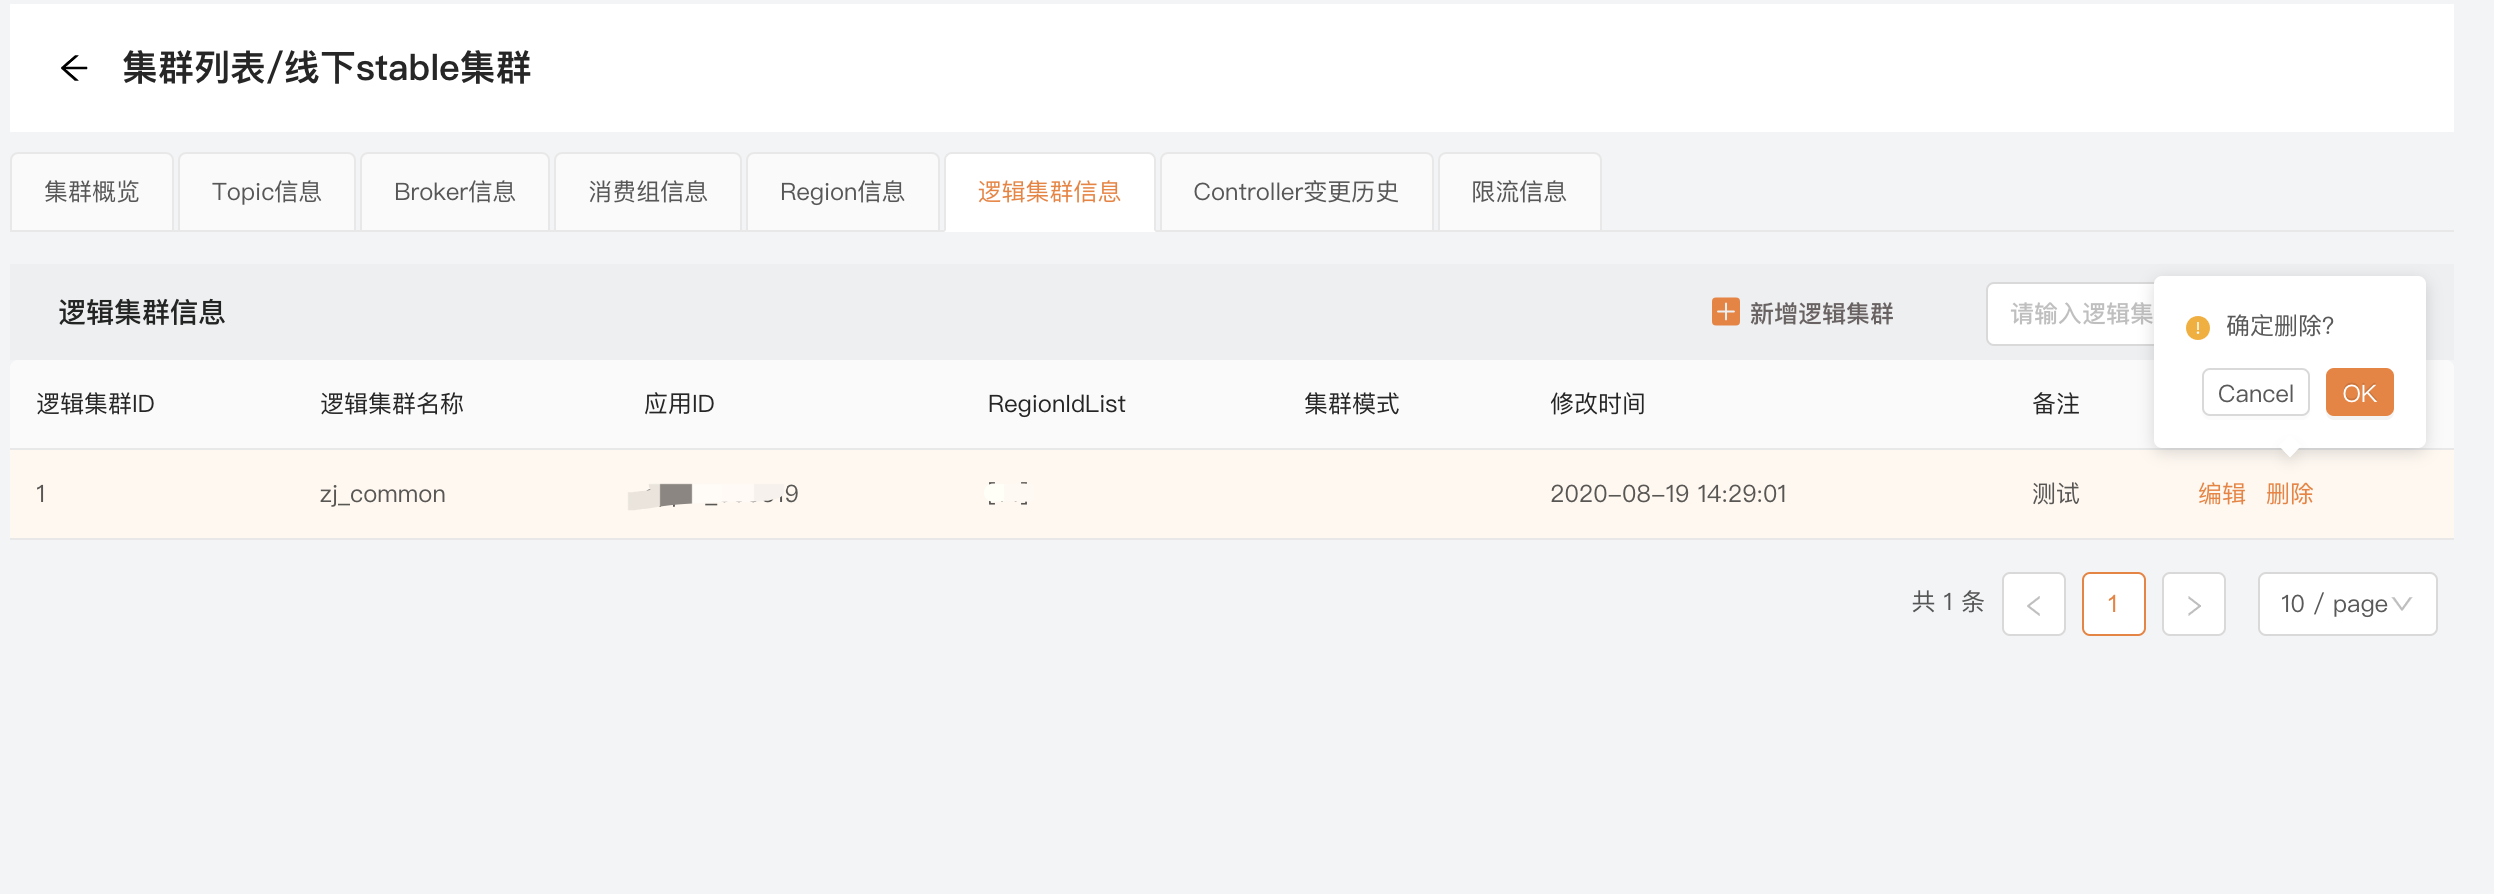 集群列表/线下stable集群
集群概览 Topic信息 Broker信息 消费组信息 Region信息 逻辑集群信息 Controller变更历史 限流信息
逻辑集群信息 新增逻辑集群 请输入逻辑集
确定删除?
Cancel OK
逻辑集群ID 逻辑集群名称 应用ID RegionIdList 集群模式 修改时间 备注
1 zj_common 2020-08-19 14:29:01 测试 编辑 删除
共 1 条 < 1 > 10 / page